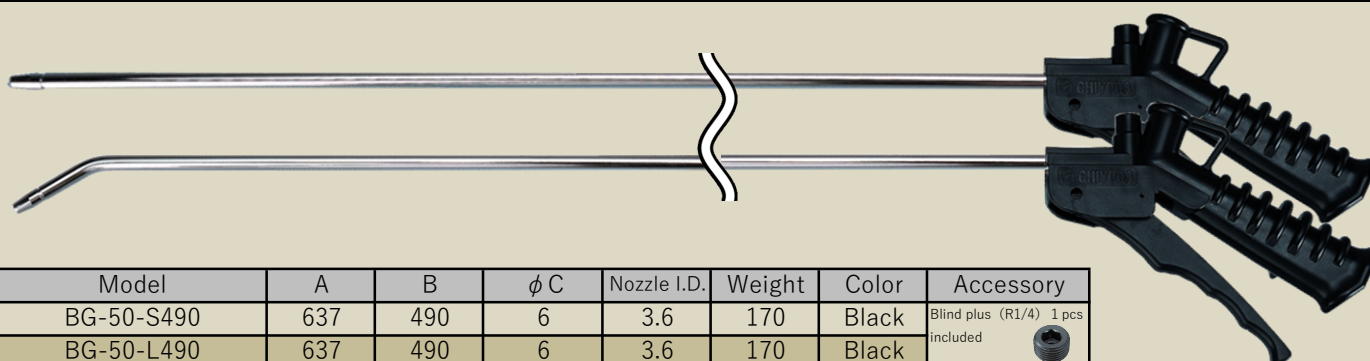 Model A B φC Nozzle I.D. Weight Color Accessory
BG-50-S490 637 490 6 3.6 170 Black Blind plus (R1/4) 1 pcs
included
BG-50-L490 637 490 6 3.6 170 Black